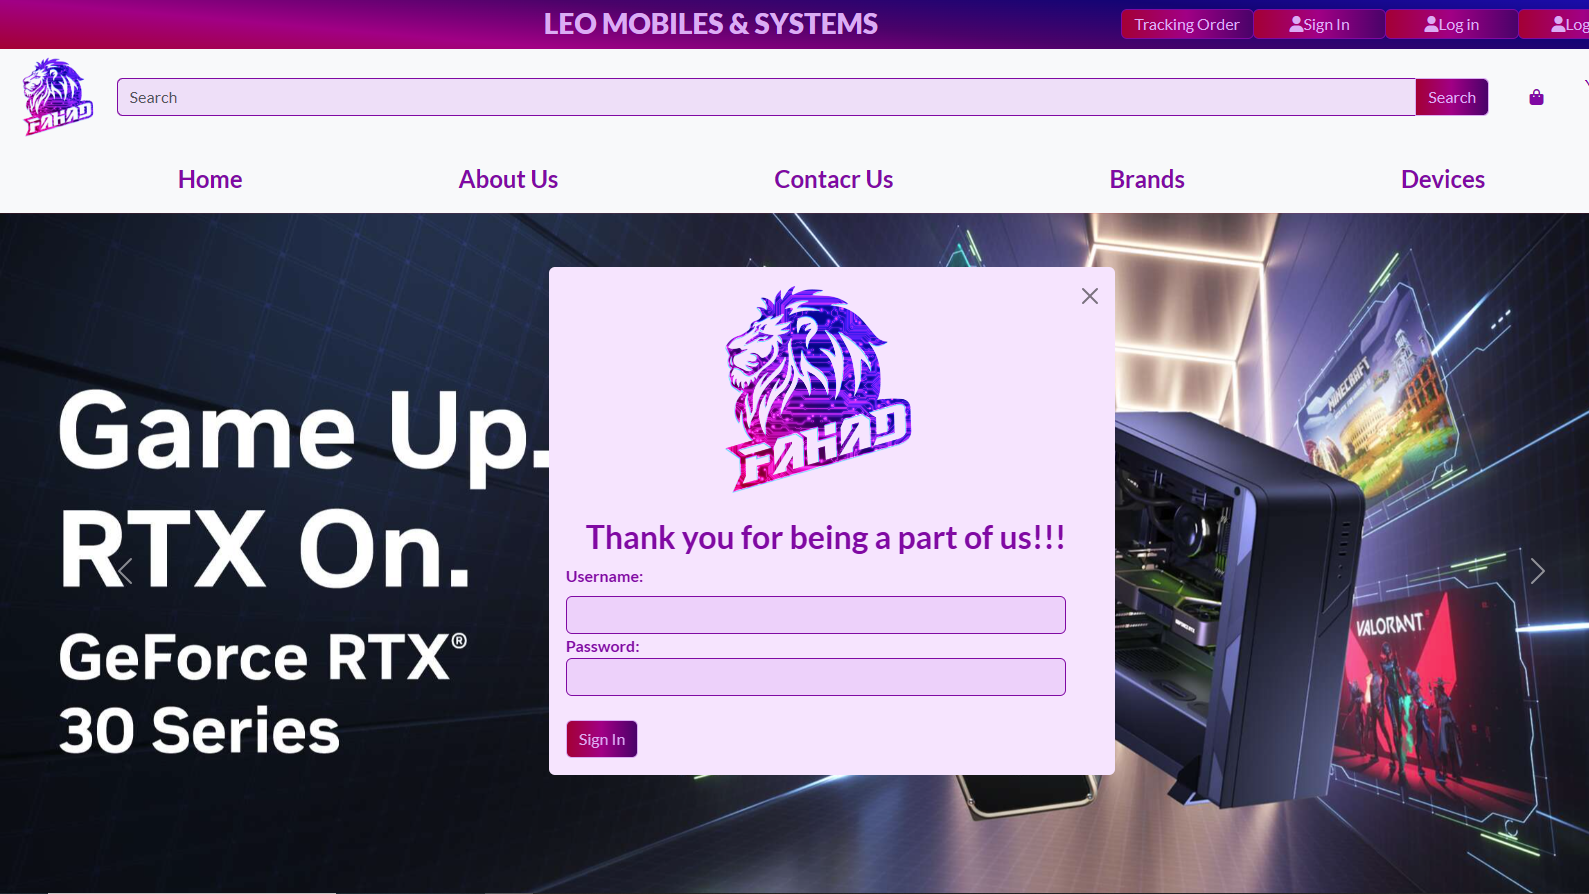 LEO MOBILES & SYSTEMS
Tracking Order
Sign In
Log in
Log
FAHAD
Search
Search
Home
About Us
Contacr Us
Brands
Devices
Game Up.
RTX On.
GeForce RTX®
30 Series
FAHAD
Thank you for being a part of us!!!
Username:
Password:
Sign In
MINECRAFT
GEFORCE RTX
VALORANT